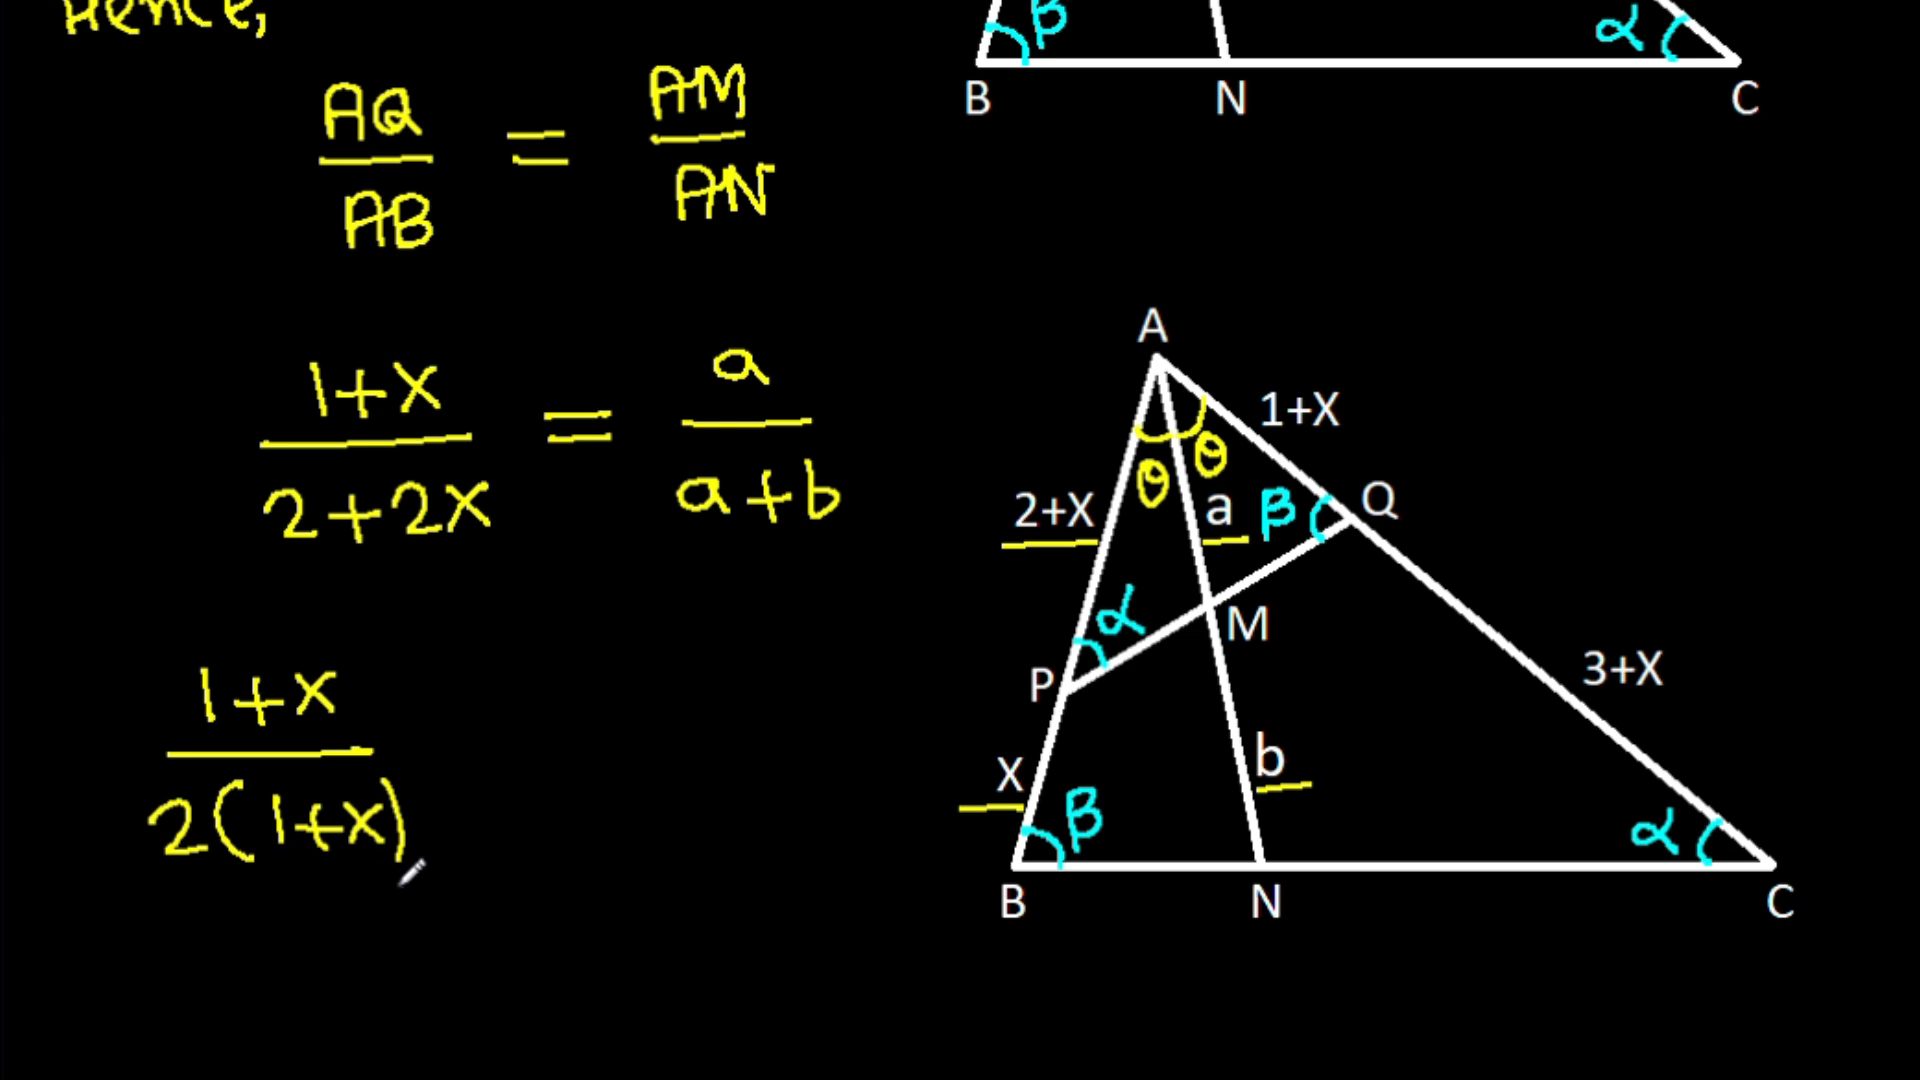 Hence,
AQ/AB = AM/AN
(1+x)/(2+2x) = a/(a+b)
(1+x)/(2(1+x))
β α
B N C
A
1+X
θ θ
2+X a β Q
α
M
P 3+X
X b
β α
B N C